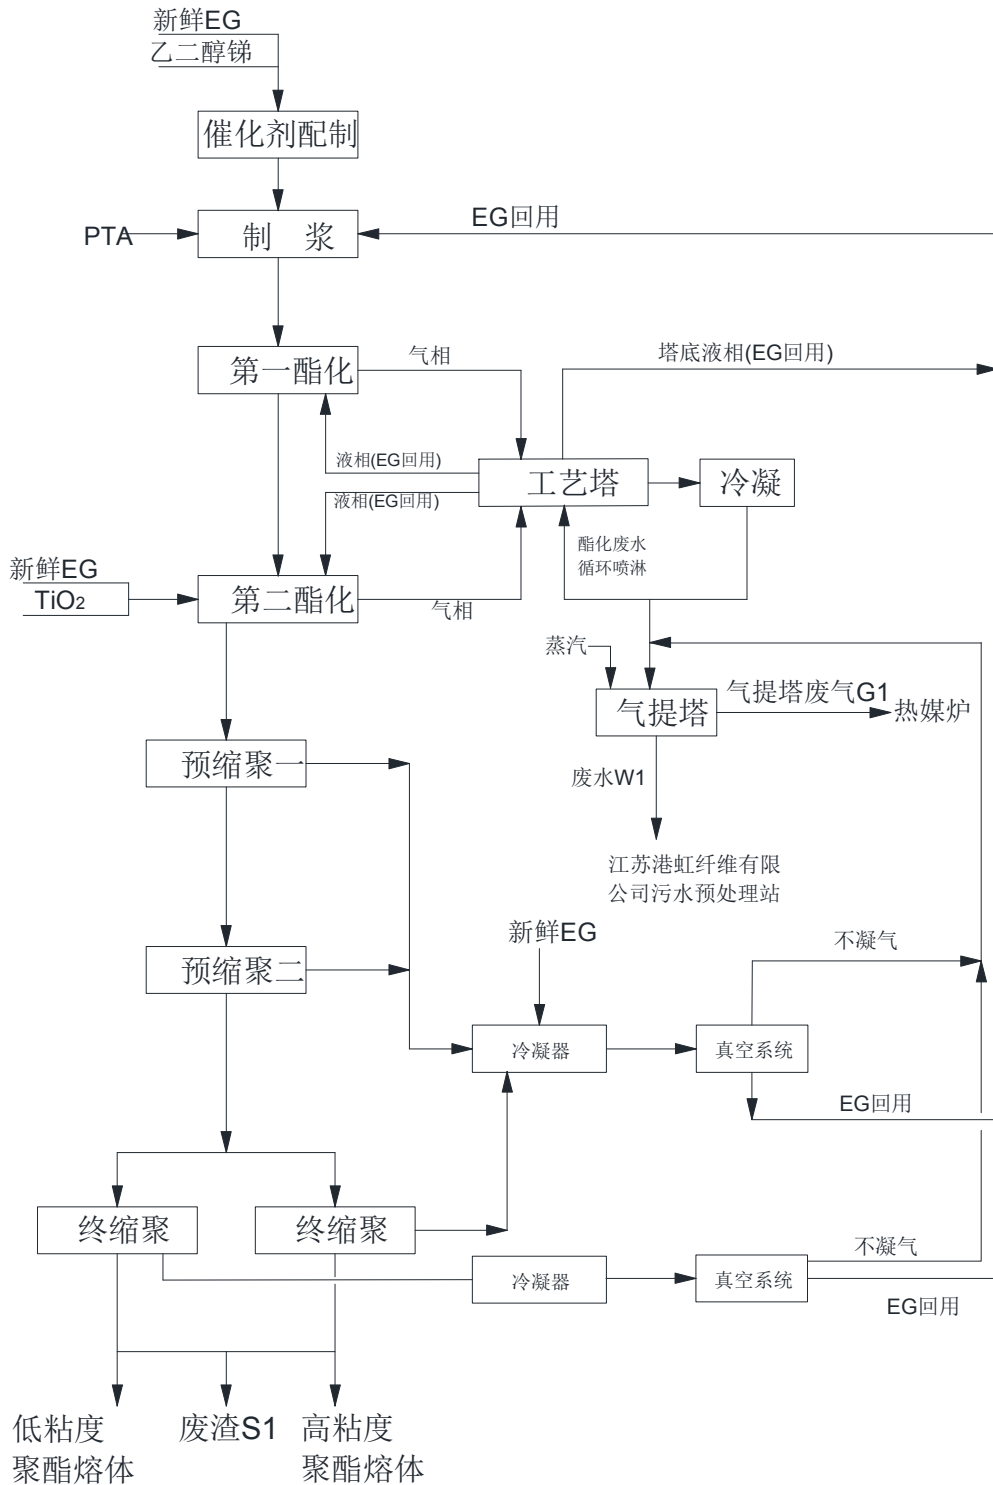 新鲜EG
乙二醇锑
催化剂配制
EG回用
PTA
制 浆
气相
塔底液相(EG回用)
第一酯化
液相(EG回用)
工艺塔
冷凝
液相(EG回用)
酯化废水
循环喷淋
新鲜EG
TiO2
第二酯化
气相
蒸汽
气提塔
气提塔废气G1
热媒炉
预缩聚一
废水W1
江苏港虹纤维有限
公司污水预处理站
新鲜EG
不凝气
预缩聚二
冷凝器
真空系统
EG回用
终缩聚
终缩聚
不凝气
冷凝器
真空系统
EG回用
低粘度
聚酯熔体
废渣S1
高粘度
聚酯熔体